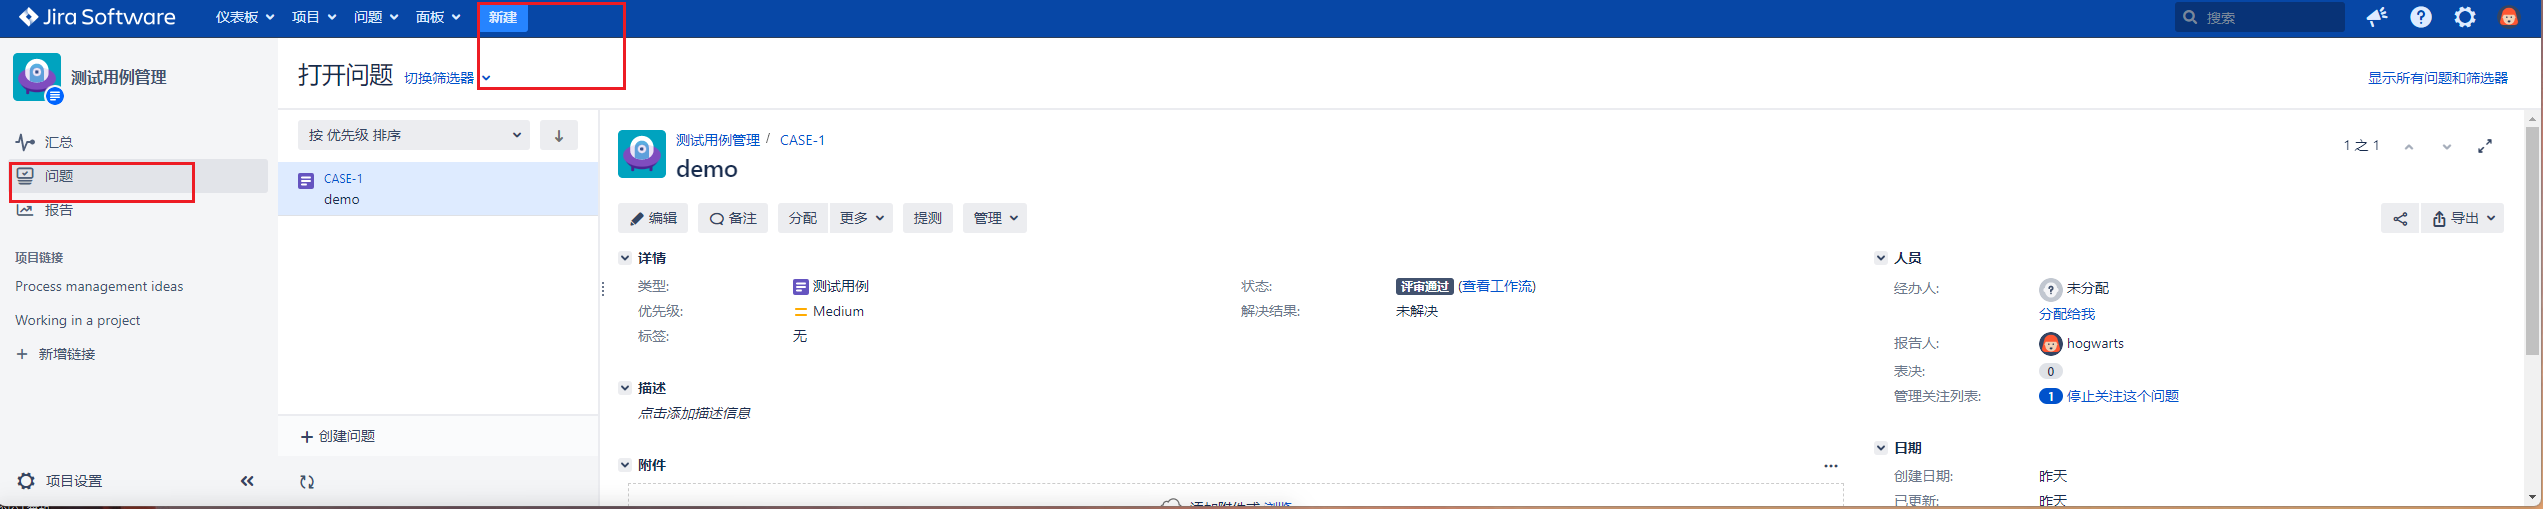 Jira Software 仪表板 项目 问题 面板 新建 搜索
测试用例管理
打开问题 切换筛选器
显示所有问题和筛选器
汇总
问题
报告
项目链接
Process management ideas
Working in a project
新增链接
项目设置
按 优先级 排序
CASE-1
demo
创建问题
测试用例管理 / CASE-1
demo
1 之 1
编辑 备注 分配 更多 提测 管理
导出
详情
类型: 测试用例
状态: 评审通过 (查看工作流)
优先级: Medium
解决结果: 未解决
标签: 无
描述
点击添加描述信息
附件
添加附件或 浏览
人员
经办人: 未分配
分配给我
报告人: hogwarts
表决: 0
管理关注列表: 1 停止关注这个问题
日期
创建日期: 昨天
已更新: 昨天